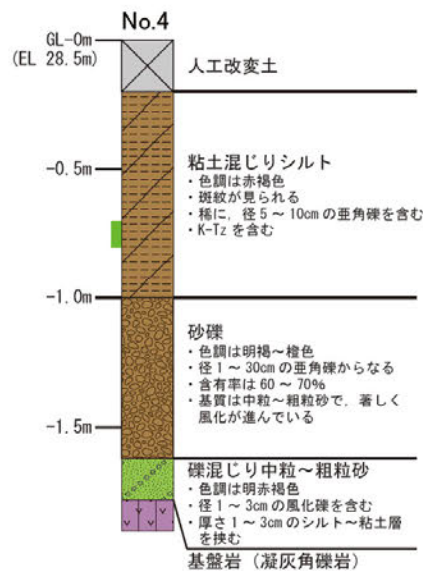 No.4
GL-0m
(EL 28.5m)
人工改変土
-0.5m
粘土混じりシルト
・色調は赤褐色
・斑紋が見られる
・稀に, 径5~10cmの亜角礫を含む
・K-Tzを含む
-1.0m
砂礫
・色調は明褐~橙色
・径1~30cmの亜角礫からなる
・含有率は60~70%
・基質は中粒~粗粒砂で, 著しく
風化が進んでいる
-1.5m
礫混じり中粒~粗粒砂
・色調は明赤褐色
・径1~3cmの風化礫を含む
・厚さ1~3cmのシルト~粘土層
を挟む
基盤岩 (凝灰角礫岩)